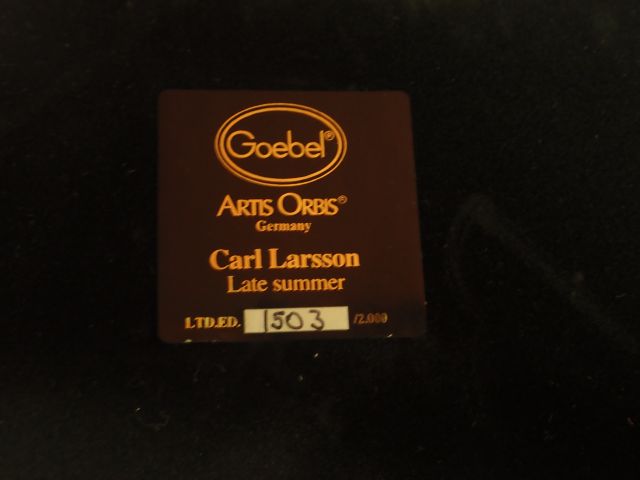 Goebel®
ARTIS ORBIS®
Germany
Carl Larsson
Late summer
LTD.ED. 1503 /2.000